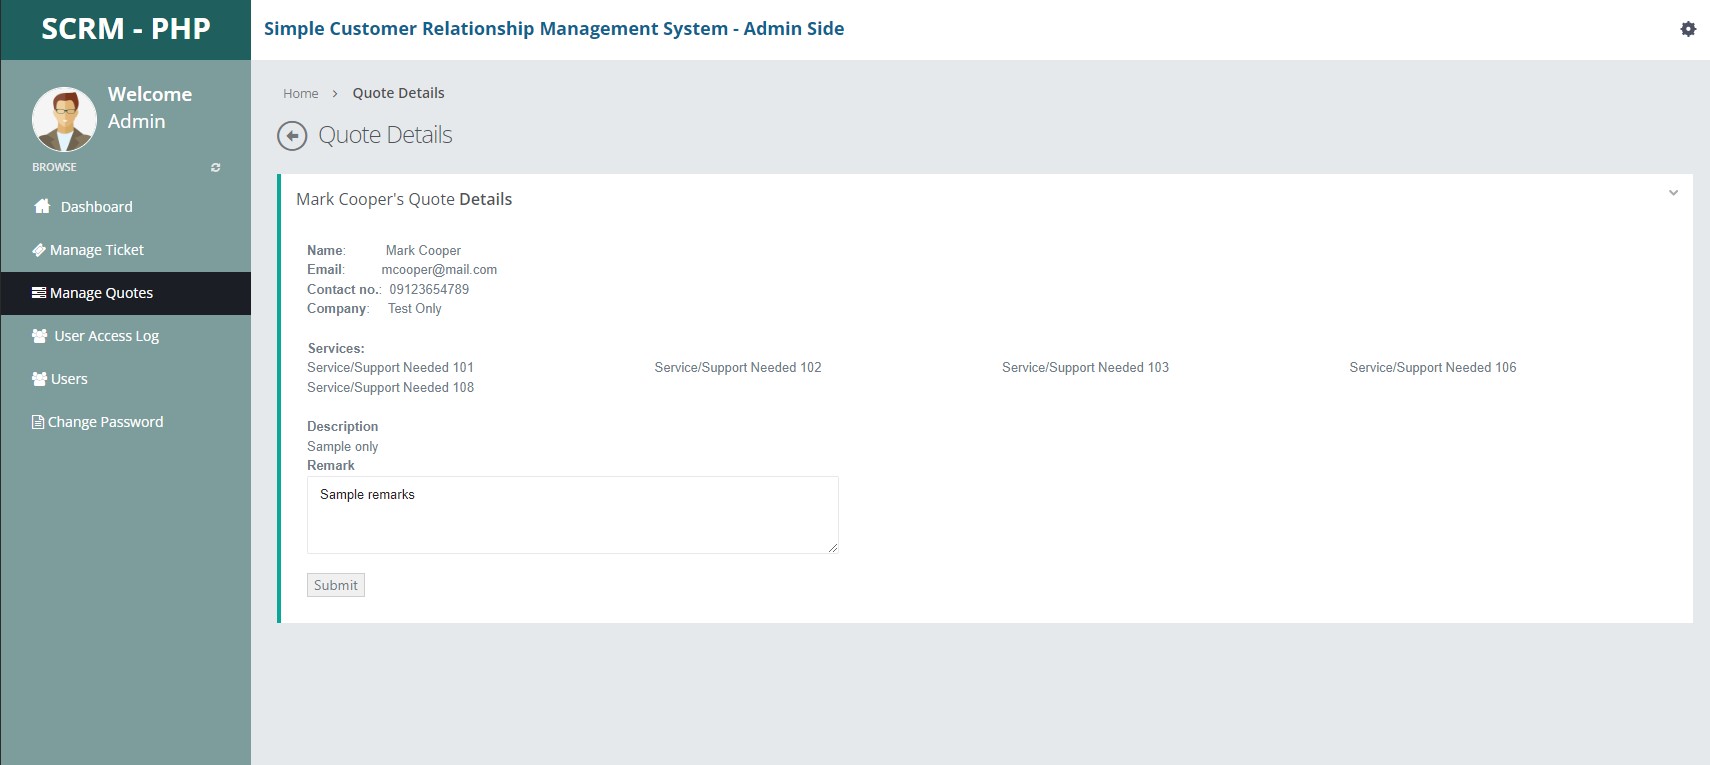 SCRM - PHP
Simple Customer Relationship Management System - Admin Side
Welcome
Admin
BROWSE
Dashboard
Manage Ticket
Manage Quotes
User Access Log
Users
Change Password
Home > Quote Details
Quote Details
Mark Cooper's Quote Details
Name: Mark Cooper
Email: mcooper@mail.com
Contact no.: 09123654789
Company: Test Only
Services:
Service/Support Needed 101 Service/Support Needed 102 Service/Support Needed 103 Service/Support Needed 106
Service/Support Needed 108
Description
Sample only
Remark
Sample remarks
Submit